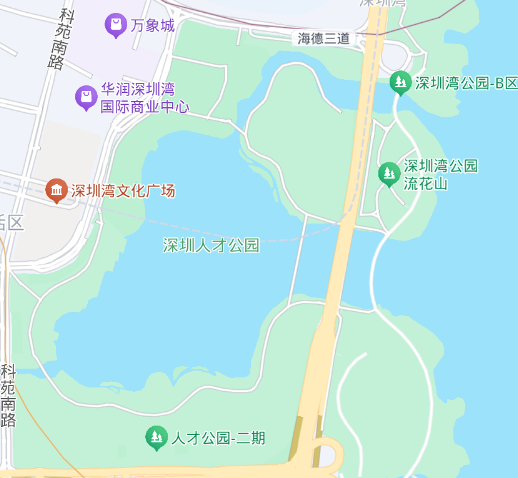 深圳湾
万象城
科苑南路
海德三道
深圳湾公园-B区
华润深圳湾
国际商业中心
深圳湾公园
流花山
深圳湾文化广场
活区
深圳人才公园
科苑南路
人才公园-二期